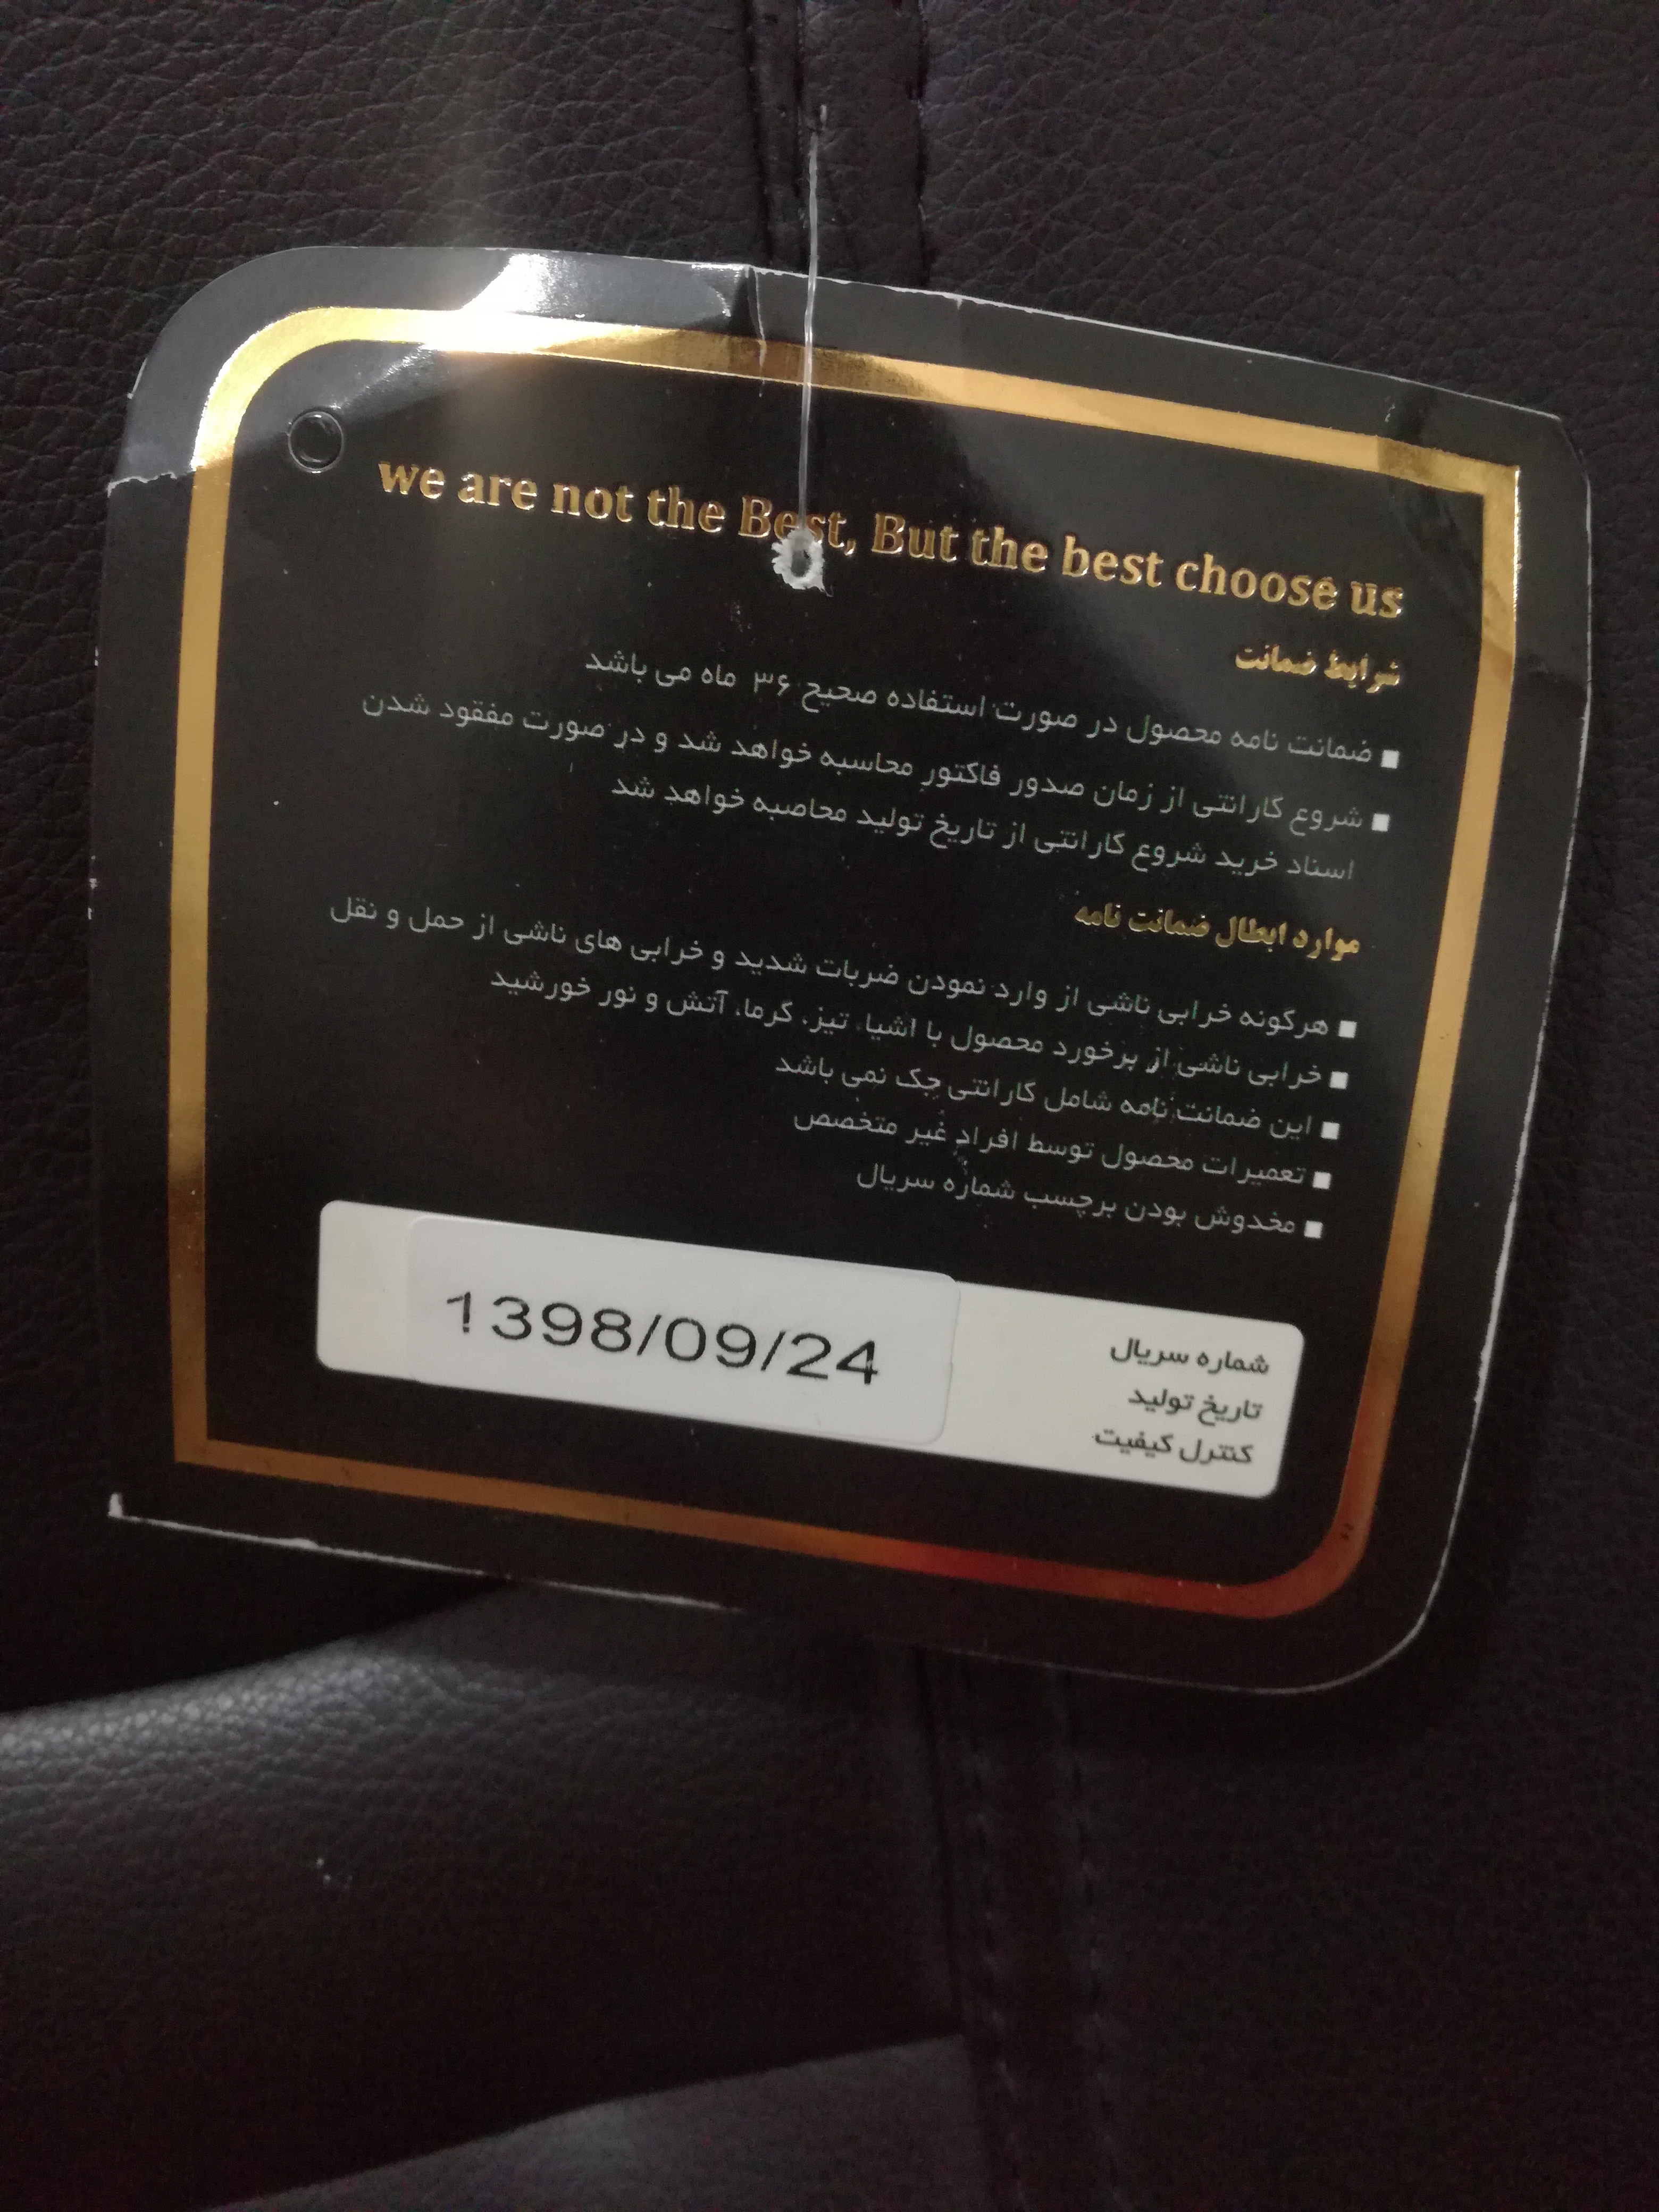 we are not the Best, But the best choose us
شرایط ضمانت
■ ضمانت نامه محصول در صورت استفاده صحیح ۳۶ ماه می باشد
■ شروع گارانتی از زمان صدور فاکتور محاسبه خواهد شد و در صورت مفقود شدن
اسناد خرید شروع گارانتی از تاریخ تولید محاصبه خواهد شد
موارد ابطال ضمانت نامه
■ هرگونه خرابی ناشی از وارد نمودن ضربات شدید و خرابی های ناشی از حمل و نقل
■ خرابی ناشی از برخورد محصول با اشیا، تیز، گرما، آتش و نور خورشید
■ این ضمانت نامه شامل گارانتی جک نمی باشد
■ تعمیرات محصول توسط افراد غیر متخصص
■ مخدوش بودن برچسب شماره سریال
شماره سریال
تاریخ تولید
کنترل کیفیت
1398/09/24